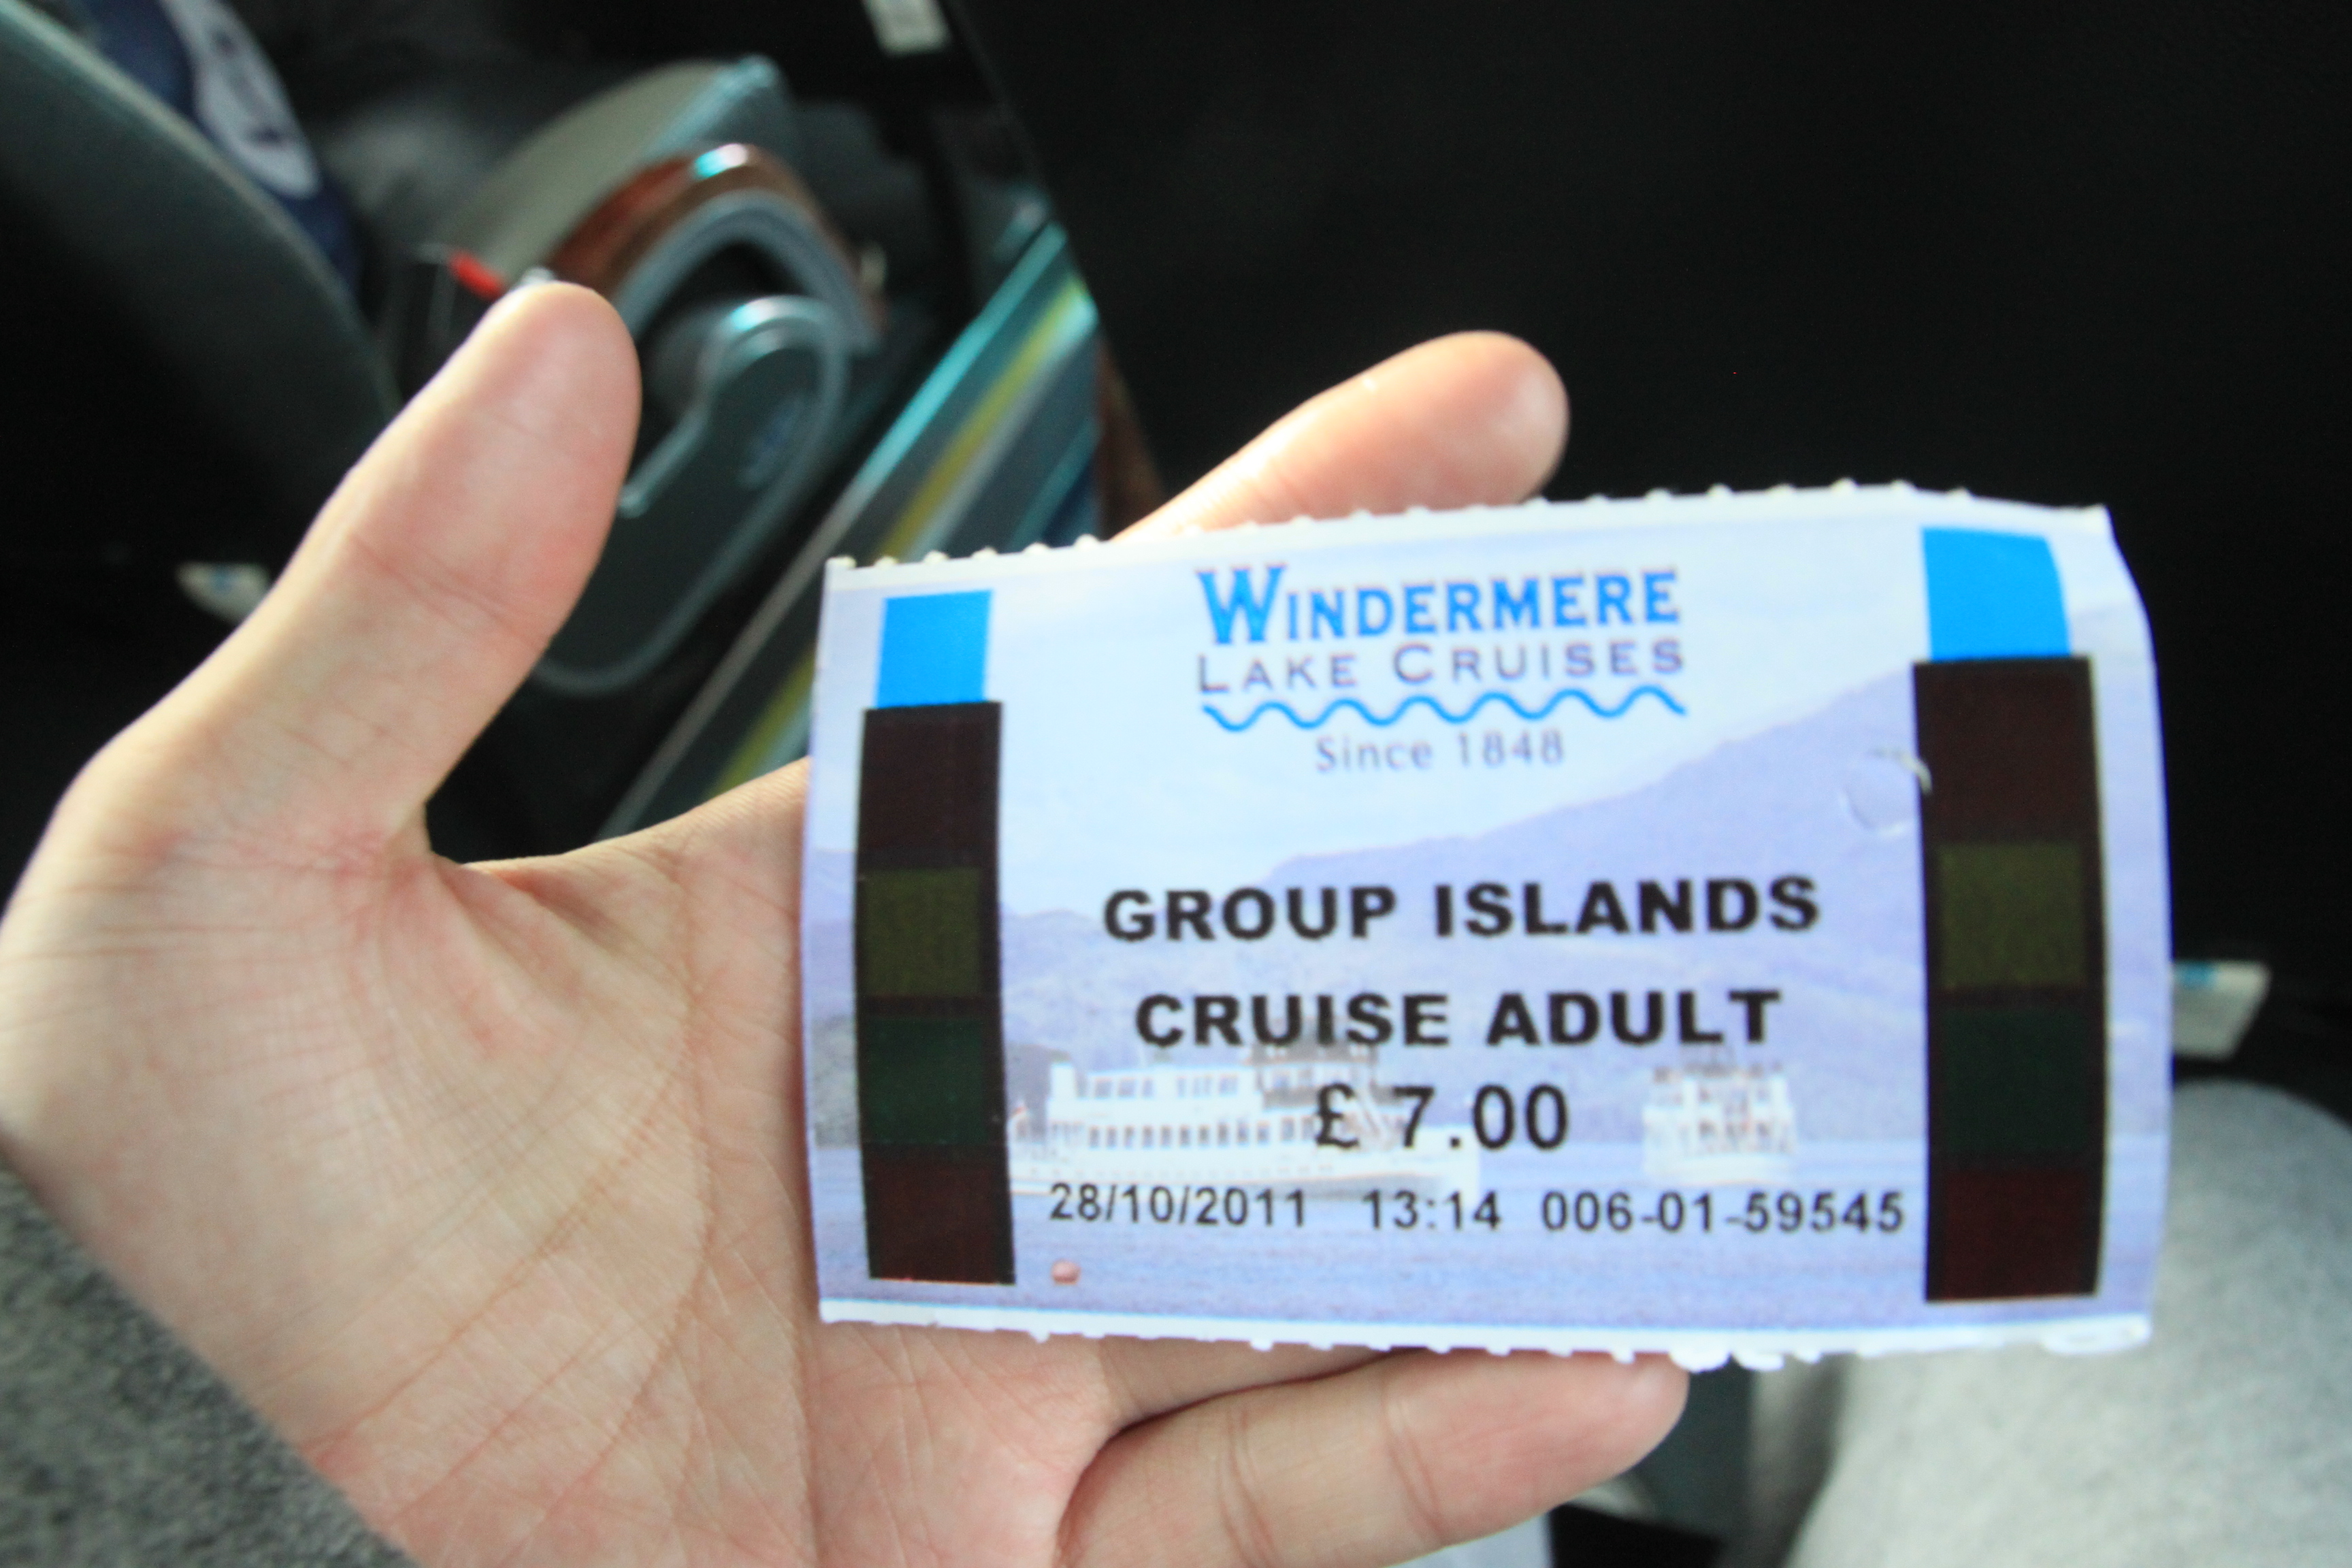 WINDERMERE
LAKE CRUISES
Since 1848
GROUP ISLANDS
CRUISE ADULT
£ 7.00
28/10/2011 13:14 006-01-59545